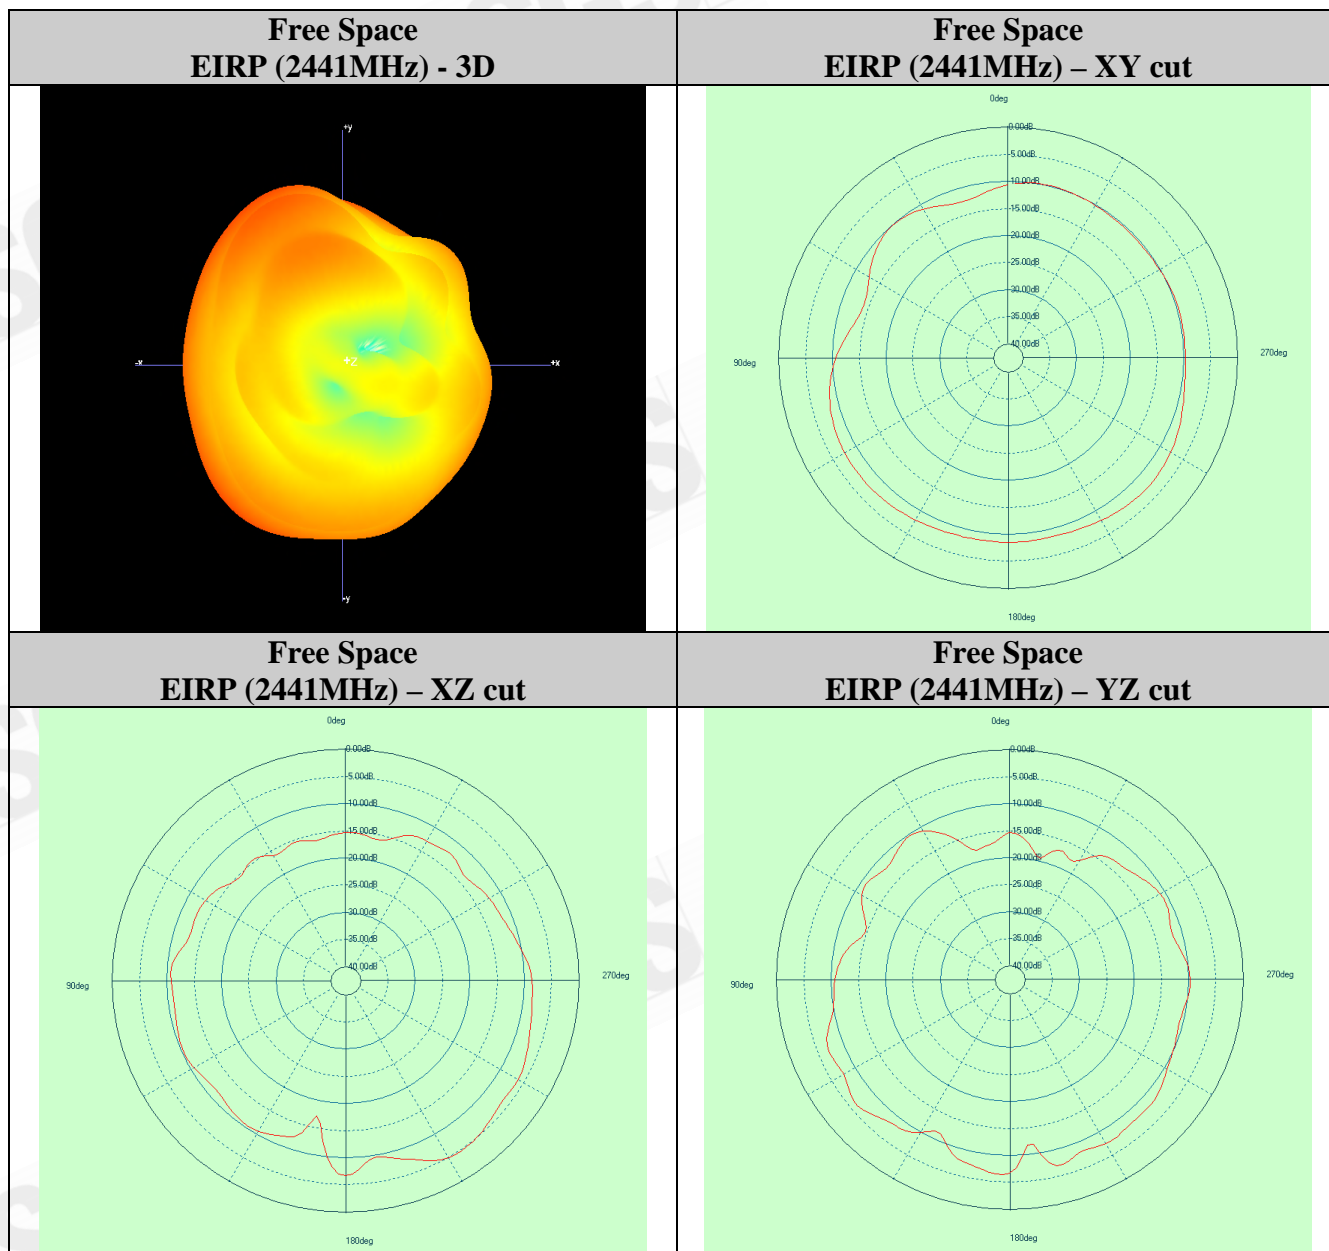 Free Space
EIRP (2441MHz) - 3D
Free Space
EIRP (2441MHz) – XY cut
+y
-x
+Z
+x
-y
0deg
0.00dB
5.00dB
10.00dB
15.00dB
20.00dB
25.00dB
30.00dB
35.00dB
40.00dB
90deg
270deg
180deg
Free Space
EIRP (2441MHz) – XZ cut
Free Space
EIRP (2441MHz) – YZ cut
0deg
0.00dB
5.00dB
10.00dB
15.00dB
20.00dB
25.00dB
30.00dB
35.00dB
40.00dB
90deg
270deg
180deg
0deg
0.00dB
5.00dB
10.00dB
15.00dB
20.00dB
25.00dB
30.00dB
35.00dB
40.00dB
90deg
270deg
180deg